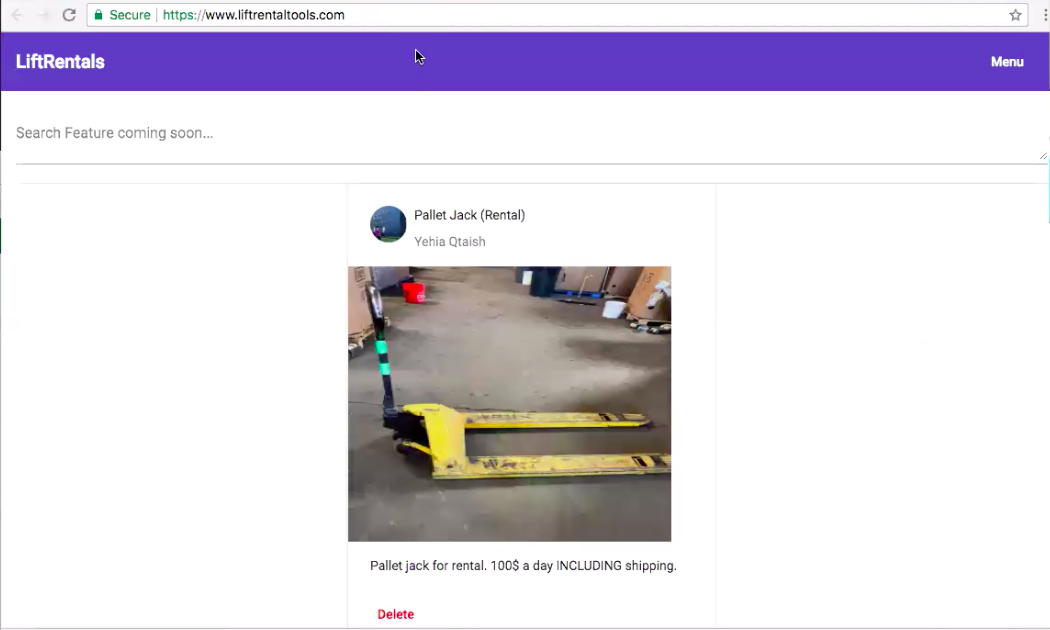 Secure https://www.liftrentaltools.com
LiftRentals
Menu
Search Feature coming soon...
Pallet Jack (Rental)
Yehia Qtaish
Pallet jack for rental. 100$ a day INCLUDING shipping.
Delete